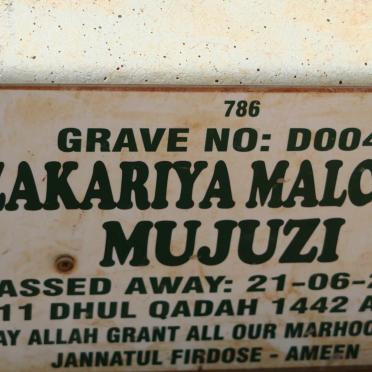 786
GRAVE NO: D004
ZAKARIYA MALO
MUJUZI
ASSED AWAY: 21-06-2
11 DHUL QADAH 1442 A
AY ALLAH GRANT ALL OUR MARHOO
JANNATUL FIRDOSE - AMEEN